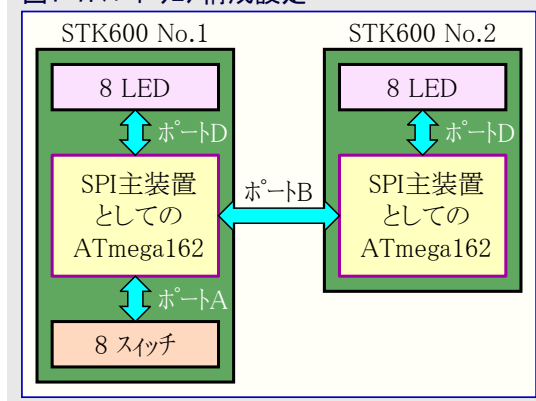 STK600 No.1
8 LED
ポートD
SPI主装置
としての
ATmega162
ポートA
8 スイッチ
ポートB
STK600 No.2
8 LED
ポートD
SPI主装置
としての
ATmega162